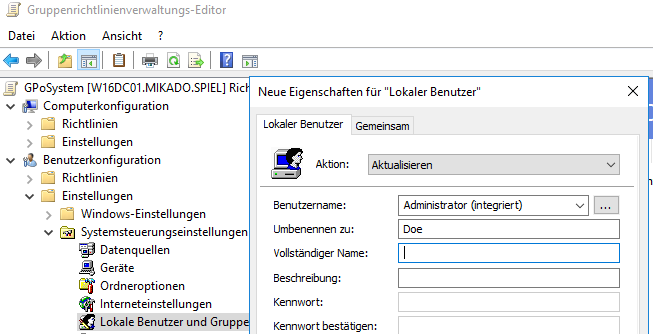 Gruppenrichtlinienverwaltungs-Editor
Datei Aktion Ansicht ?
GPoSystem [W16DC01.MIKADO.SPIEL] Richt
Computerkonfiguration
Richtlinien
Einstellungen
Benutzerkonfiguration
Richtlinien
Einstellungen
Windows-Einstellungen
Systemsteuerungseinstellungen
Datenquellen
Geräte
Ordneroptionen
Interneteinstellungen
Lokale Benutzer und Gruppe
Neue Eigenschaften für "Lokaler Benutzer"
Lokaler Benutzer Gemeinsam
Aktion: Aktualisieren
Benutzername: Administrator (integriert) ...
Umbenennen zu: Doe
Vollständiger Name:
Beschreibung:
Kennwort:
Kennwort bestätigen: